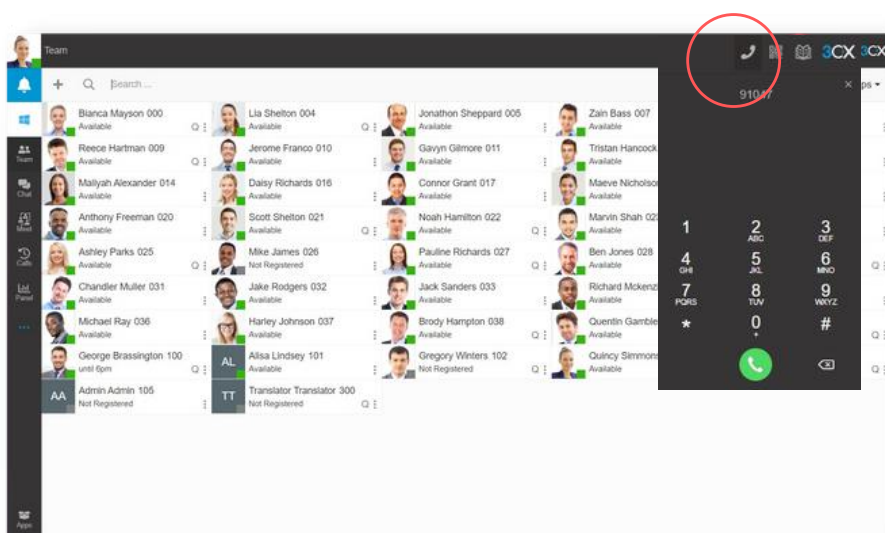 Team
3CX 3CX
Search ...
91047
×
ps
Bianca Mayson 000
Available
Lia Shelton 004
Available
Jonathon Sheppard 005
Available
Zain Bass 007
Available
Reece Hartman 009
Available
Jerome Franco 010
Available
Gavyn Gilmore 011
Available
Tristan Hancock
Available
Maliyah Alexander 014
Available
Daisy Richards 016
Available
Connor Grant 017
Available
Maeve Nicholso
Available
Anthony Freeman 020
Available
Scott Shelton 021
Available
Noah Hamilton 022
Available
Marvin Shah 02
Available
Ashley Parks 025
Available
Mike James 026
Not Registered
Pauline Richards 027
Available
Ben Jones 028
Available
Chandler Muller 031
Available
Jake Rodgers 032
Available
Jack Sanders 033
Available
Richard Mckenzi
Available
Michael Ray 036
Available
Harley Johnson 037
Available
Brody Hampton 038
Available
Quentin Gamble
Available
George Brassington 100
until 6pm
AL
Alisa Lindsey 101
Available
Gregory Winters 102
Not Registered
Quincy Simmons
Available
AA
Admin Admin 105
Not Registered
TT
Translator Translator 300
Not Registered
Team
Chat
Meet
Calls
Panel
Apps
1 2 3
ABC DEF
4 5 6
GHI JKL MNO
7 8 9
PQRS TUV WXYZ
* 0 #
+